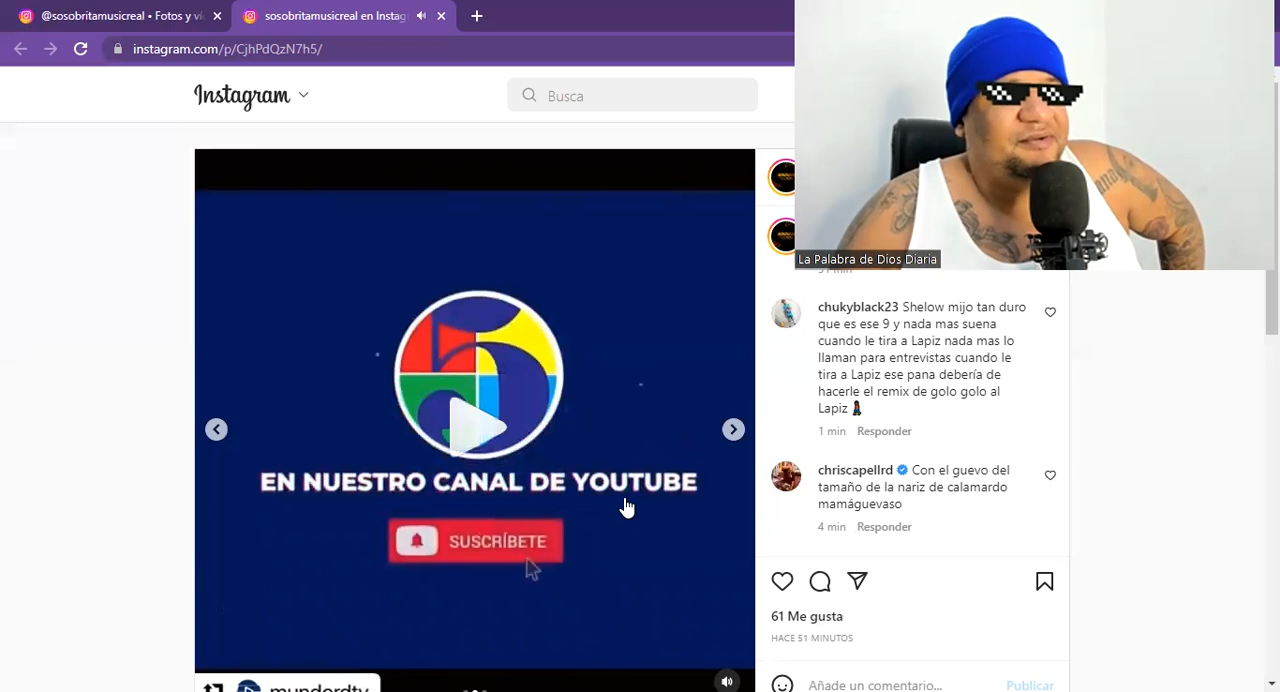 @sosobritamusicreal • Fotos y ví
sosobritamusicreal en Instag
instagram.com/p/CjhPdQzN7h5/
Instagram
Busca
La Palabra de Dios Diaria
51 min
chukyblack23 Shelow mijo tan duro
que es ese 9 y nada mas suena
cuando le tira a Lapiz nada mas lo
llaman para entrevistas cuando le
tira a Lapiz ese pana debería de
hacerle el remix de golo golo al
Lapiz
1 min Responder
5
EN NUESTRO CANAL DE YOUTUBE
SUSCRÍBETE
chriscapellrd Con el guevo del
tamaño de la nariz de calamardo
mamáguevaso
4 min Responder
61 Me gusta
HACE 51 MINUTOS
mundordtv
Añade un comentario...
Publicar